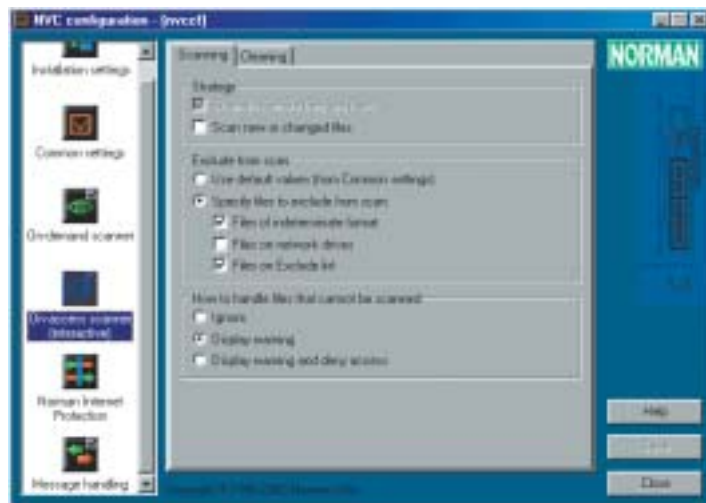 NVC configuration - [nvccf]
Installation settings
Common settings
On-demand scanner
On-access scanner
(interactive)
Norman Internet
Protection
Message handling
Scanning
Cleaning
Strategy
Scan new or changed files
Exclude from scan
Use default values (from Common settings)
Specify files to exclude from scan
Files of indeterminate format
Files on network drives
Files on Exclude list
How to handle files that cannot be scanned
Ignore
Display warning
Display warning and deny access
NORMAN
Help
Close